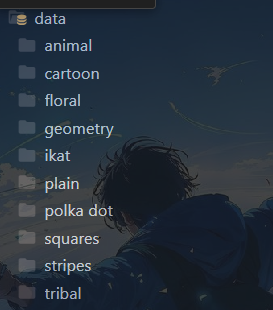 data
animal
cartoon
floral
geometry
ikat
plain
polka dot
squares
stripes
tribal